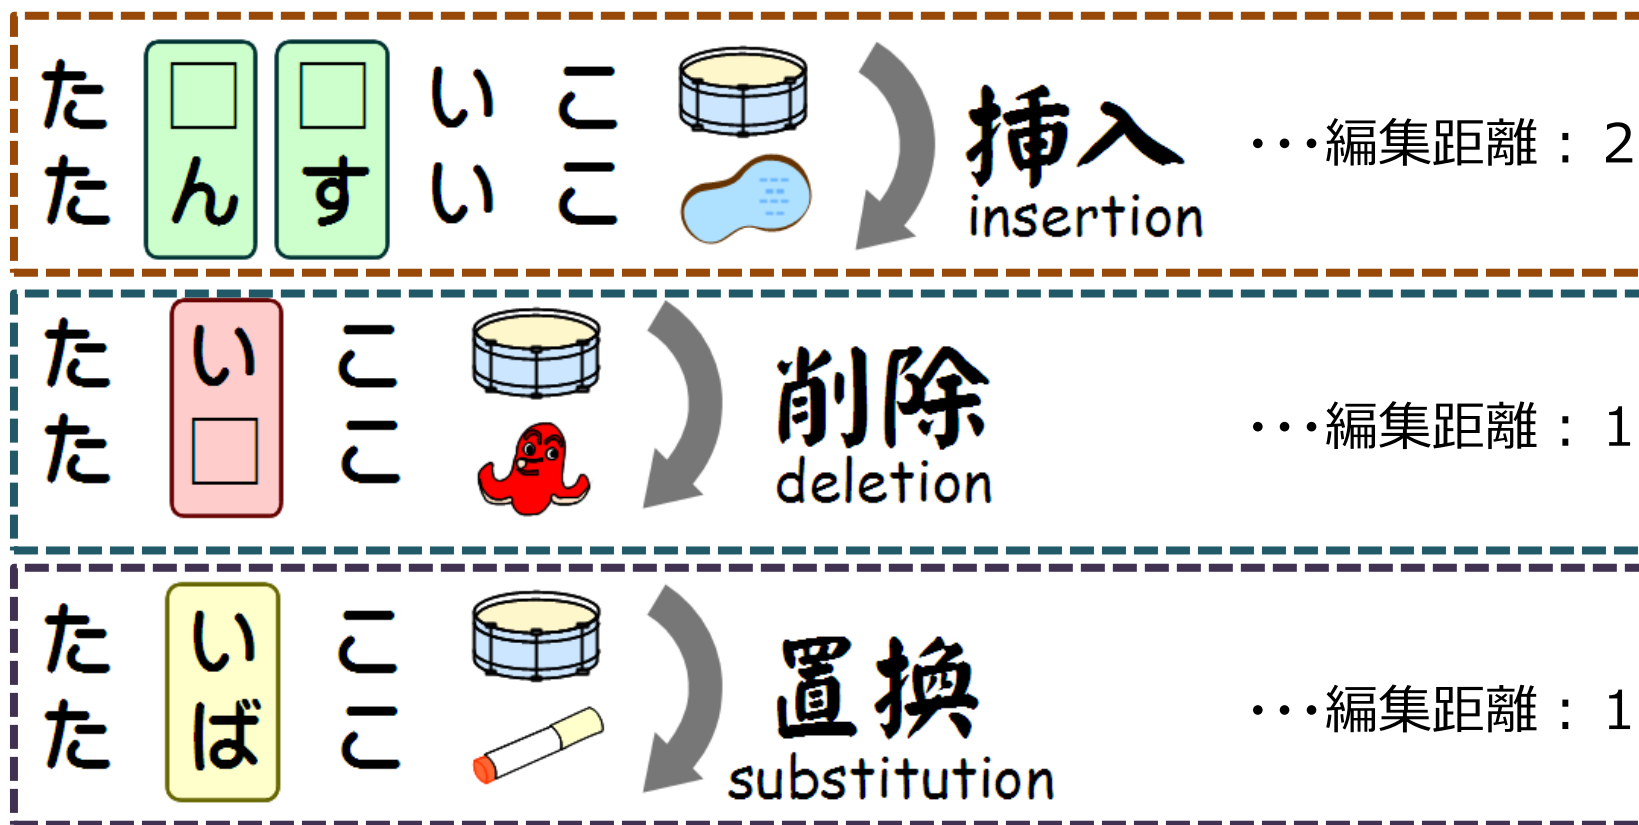 た□□いこ
たんすいこ
挿入
insertion
･･･編集距離：2
たいこ
た□こ
削除
deletion
･･･編集距離：1
たいこ
たばこ
置換
substitution
･･･編集距離：1